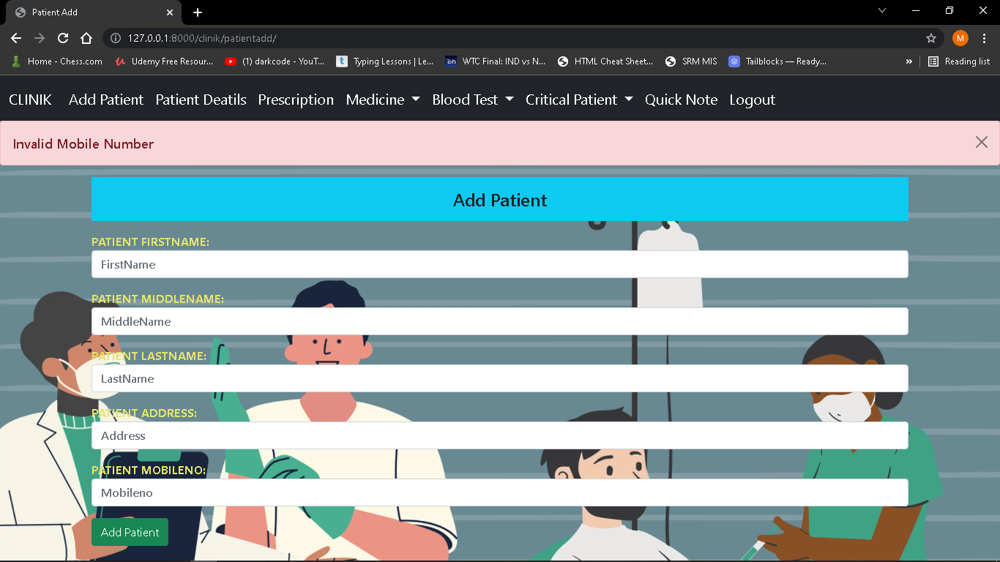 Patient Add
127.0.0.1:8000/clinik/patientadd/
M
Home - Chess.com Udemy Free Resour... (1) darkcode - YouT... Typing Lessons | Le... WTC Final: IND vs N... HTML Cheat Sheet... SRM MIS Tailblocks — Ready... » Reading list
CLINIK Add Patient Patient Deatils Prescription Medicine Blood Test Critical Patient Quick Note Logout
Invalid Mobile Number
Add Patient
PATIENT FIRSTNAME:
FirstName
PATIENT MIDDLENAME:
MiddleName
PATIENT LASTNAME:
LastName
PATIENT ADDRESS:
Address
PATIENT MOBILENO:
Mobileno
Add Patient